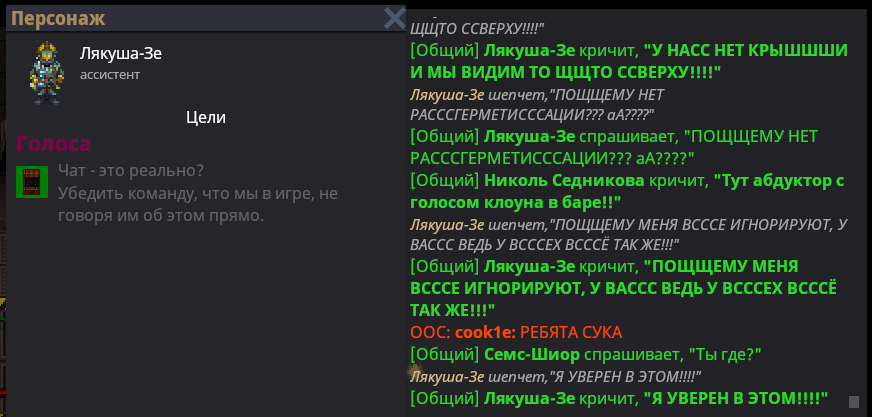 Персонаж
Лякуша-Зе
ассистент
Цели
Голоса
Чат - это реально?
Убедить команду, что мы в игре, не
говоря им об этом прямо.
ЩЩТО ССВЕРХУ!!!!"
[Общий] Лякуша-Зе кричит, "У НАСС НЕТ КРЫШШШИ
И МЫ ВИДИМ ТО ЩЩТО ССВЕРХУ!!!!"
Лякуша-Зе шепчет,"ПОЩЩЕМУ НЕТ
РАСССГЕРМЕТИСССАЦИИ??? аА????"
[Общий] Лякуша-Зе спрашивает, "ПОЩЩЕМУ НЕТ
РАСССГЕРМЕТИСССАЦИИ??? аА????"
[Общий] Николь Седникова кричит, "Тут абдуктор с
голосом клоуна в баре!!"
Лякуша-Зе шепчет,"ПОЩЩЕМУ МЕНЯ ВСССЕ ИГНОРИРУЮТ, У
ВАССС ВЕДЬ У ВСССЕХ ВСССЁ ТАК ЖЕ!!!"
[Общий] Лякуша-Зе кричит, "ПОЩЩЕМУ МЕНЯ
ВСССЕ ИГНОРИРУЮТ, У ВАССС ВЕДЬ У ВСССЕХ ВСССЁ
ТАК ЖЕ!!!"
OOC: cook1e: РЕБЯТА СУКА
[Общий] Семс-Шиор спрашивает, "Ты где?"
Лякуша-Зе шепчет,"Я УВЕРЕН В ЭТОМ!!!!"
[Общий] Лякуша-Зе кричит, "Я УВЕРЕН В ЭТОМ!!!!"